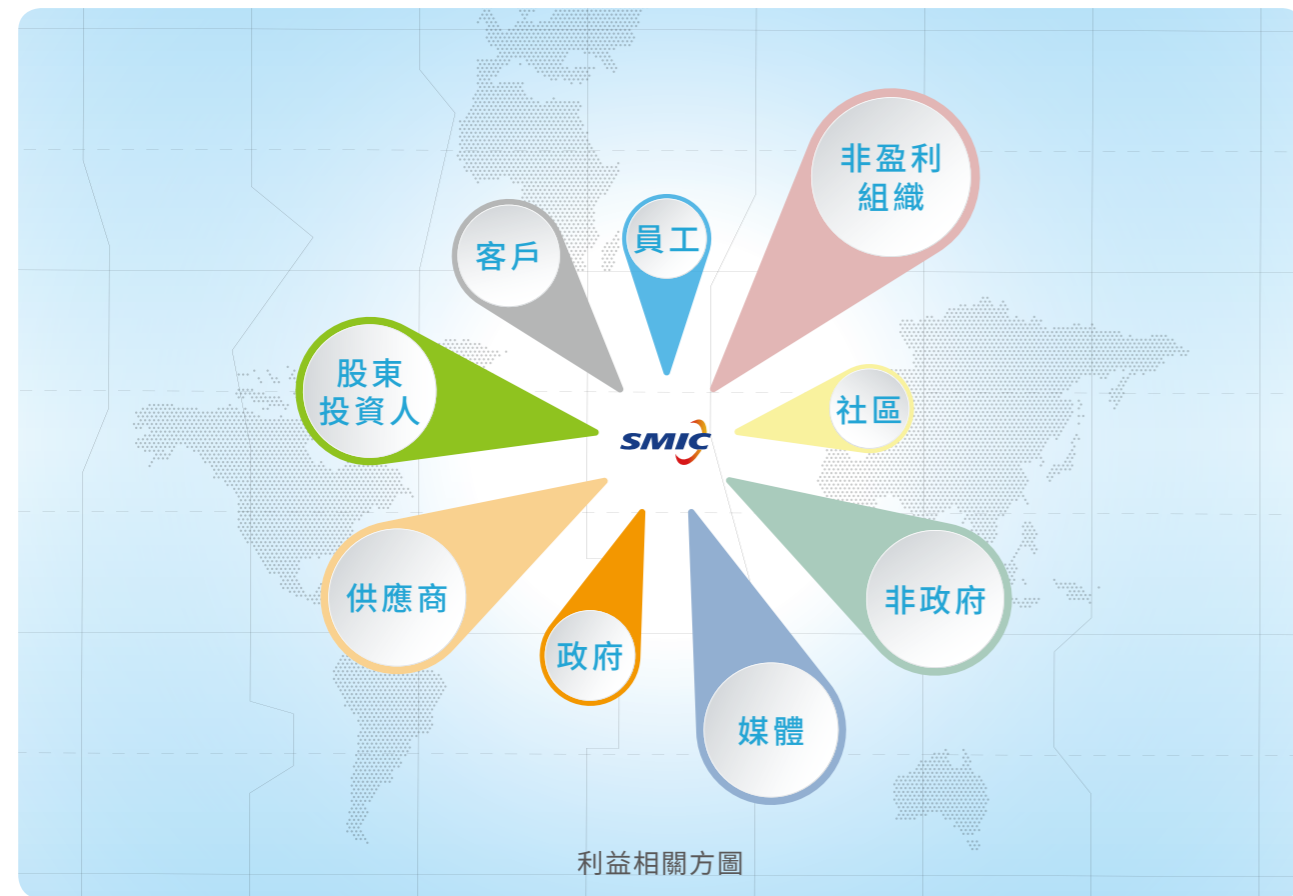 非盈利
組織
員工
客戶
股東
投資人
社區
SMIC
供應商
非政府
政府
媒體
利益相關方圖